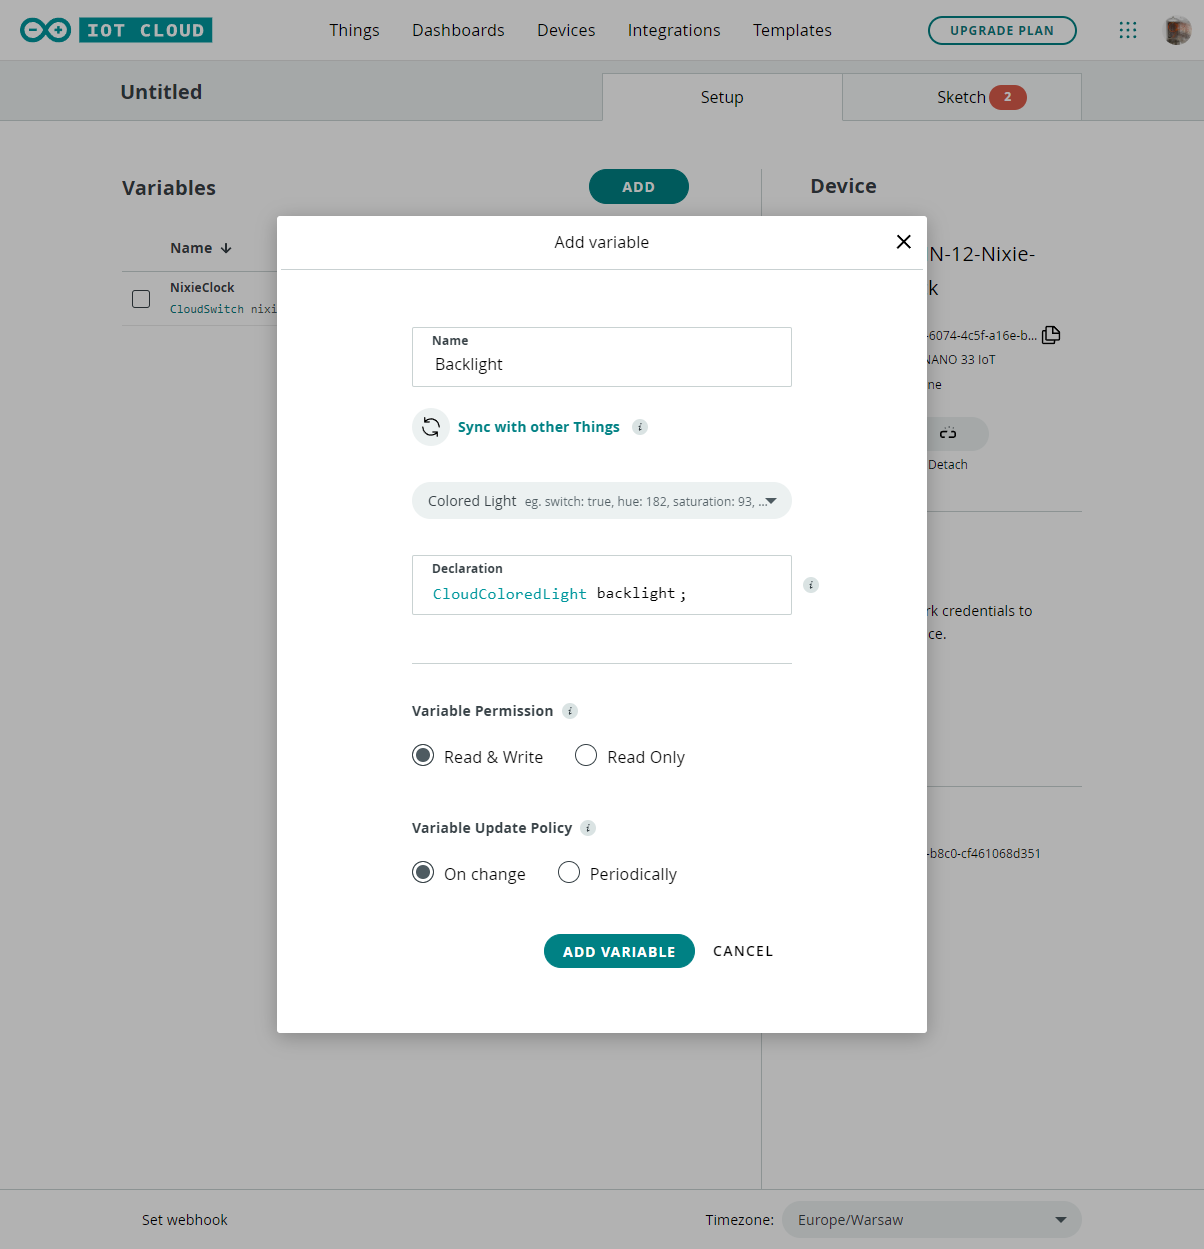 IOT CLOUD
Things Dashboards Devices Integrations Templates UPGRADE PLAN
Untitled
Setup
Sketch 2
Variables
ADD
Device
Add variable
Name
N-12-Nixie-
k
NixieClock
CloudSwitch nixi
Name
Backlight
-6074-4c5f-a16e-b...
NANO 33 IoT
ne
Sync with other Things
Detach
Colored Light eg. switch: true, hue: 182, saturation: 93, ...
Declaration
CloudColoredLight backlight ;
rk credentials to
ce.
Variable Permission
Read & Write Read Only
Variable Update Policy
On change Periodically
-b8c0-cf461068d351
ADD VARIABLE CANCEL
Set webhook
Timezone: Europe/Warsaw